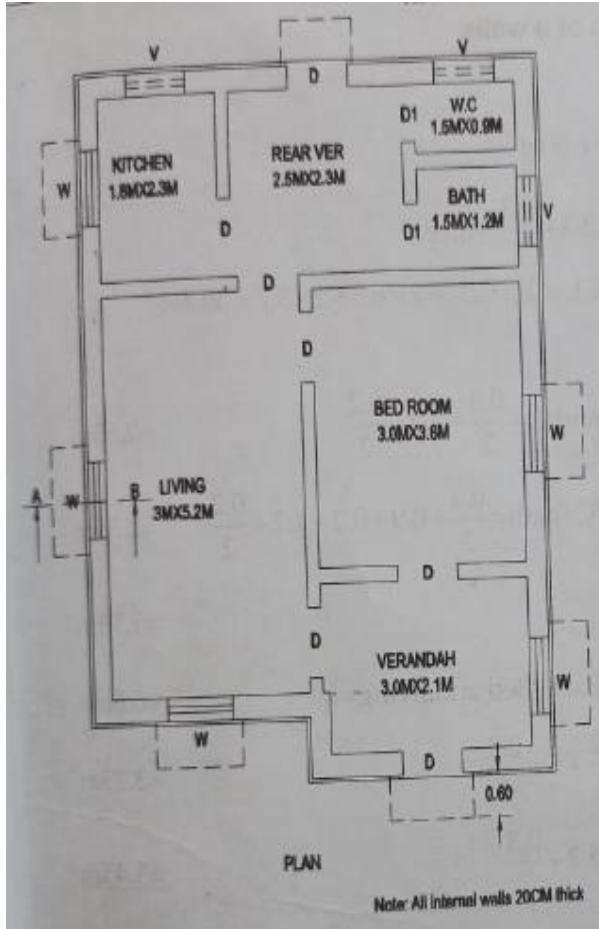 V
V
D
W.C
1.5MX0.9M
D1
KITCHEN
1.8MX2.3M
REAR VER
2.5MX2.3M
W
BATH
1.5MX1.2M
V
D
D1
D
D
BED ROOM
3.0MX3.6M
W
LIVING
3MX5.2M
A
W
B
D
D
VERANDAH
3.0MX2.1M
W
W
D
0.60
PLAN
Note: All internal walls 20CM thick